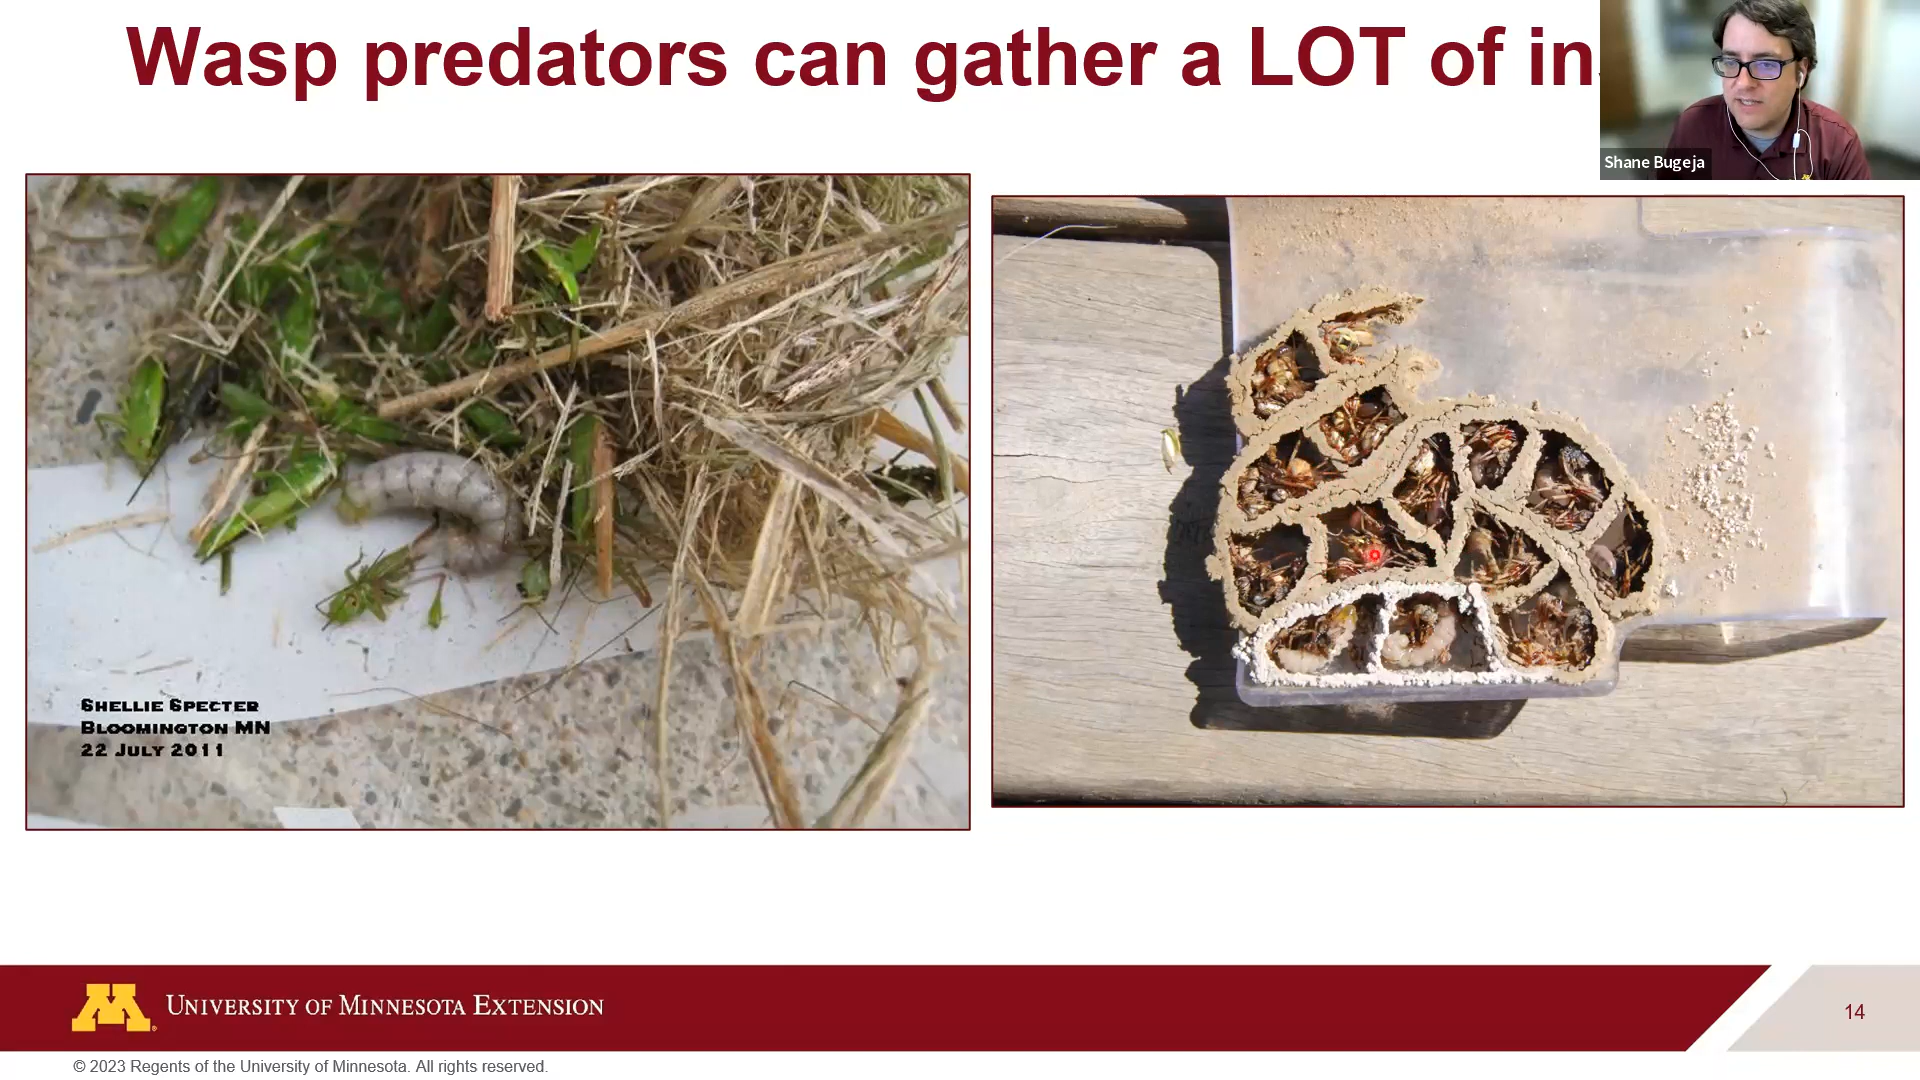 Wasp predators can gather a LOT of in
Shane Bugeja
SHELLIE SPECTER
BLOOMINGTON MN
22 JULY 2011
M
UNIVERSITY OF MINNESOTA EXTENSION
14
© 2023 Regents of the University of Minnesota. All rights reserved.